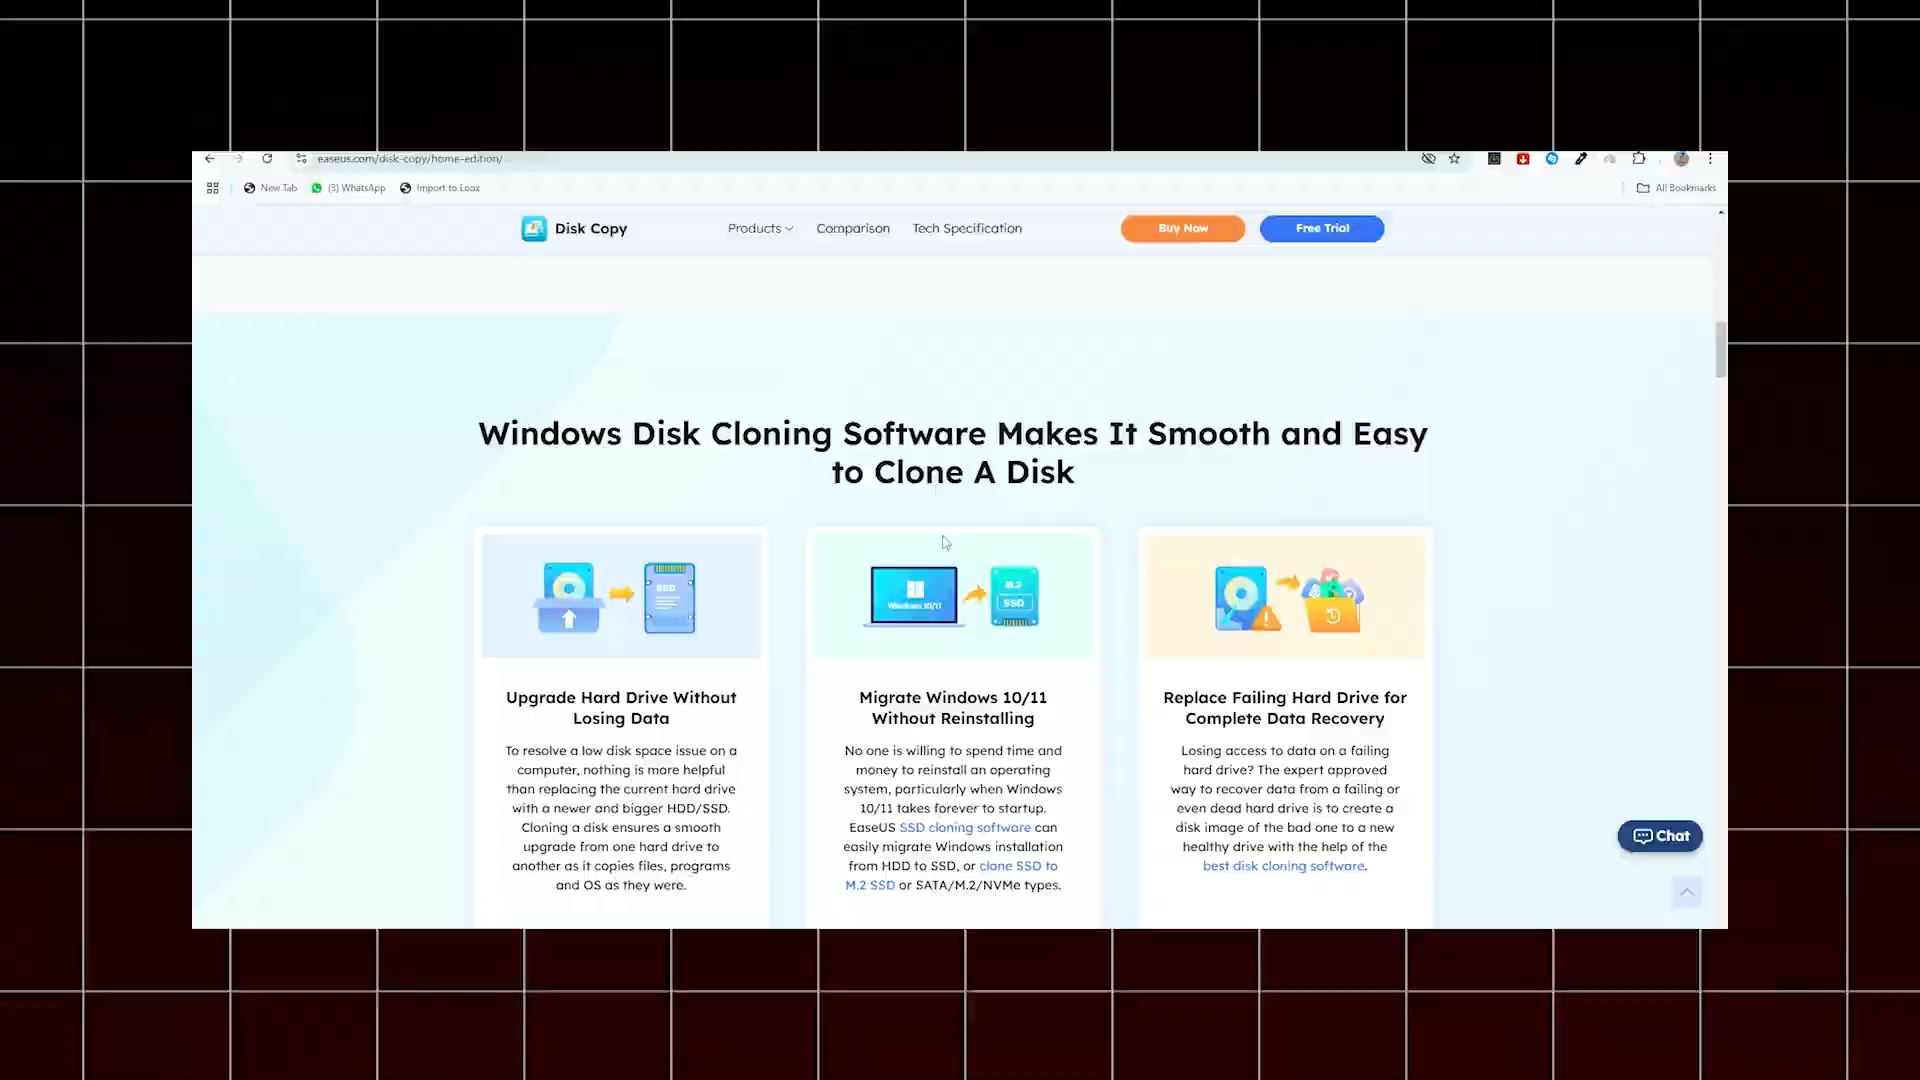 easeus.com/disk-copy/home-edition/
New Tab (3) WhatsApp Import to Loox All Bookmarks
Disk Copy Products Comparison Tech Specification Buy Now Free Trial
Windows Disk Cloning Software Makes It Smooth and Easy
to Clone A Disk
SSD
Windows 10/11
M.2
SSD
Upgrade Hard Drive Without
Losing Data
To resolve a low disk space issue on a
computer, nothing is more helpful
than replacing the current hard drive
with a newer and bigger HDD/SSD.
Cloning a disk ensures a smooth
upgrade from one hard drive to
another as it copies files, programs
and OS as they were.
Migrate Windows 10/11
Without Reinstalling
No one is willing to spend time and
money to reinstall an operating
system, particularly when Windows
10/11 takes forever to startup.
EaseUS SSD cloning software can
easily migrate Windows installation
from HDD to SSD, or clone SSD to
M.2 SSD or SATA/M.2/NVMe types.
Replace Failing Hard Drive for
Complete Data Recovery
Losing access to data on a failing
hard drive? The expert approved
way to recover data from a failing or
even dead hard drive is to create a
disk image of the bad one to a new
healthy drive with the help of the
best disk cloning software.
Chat